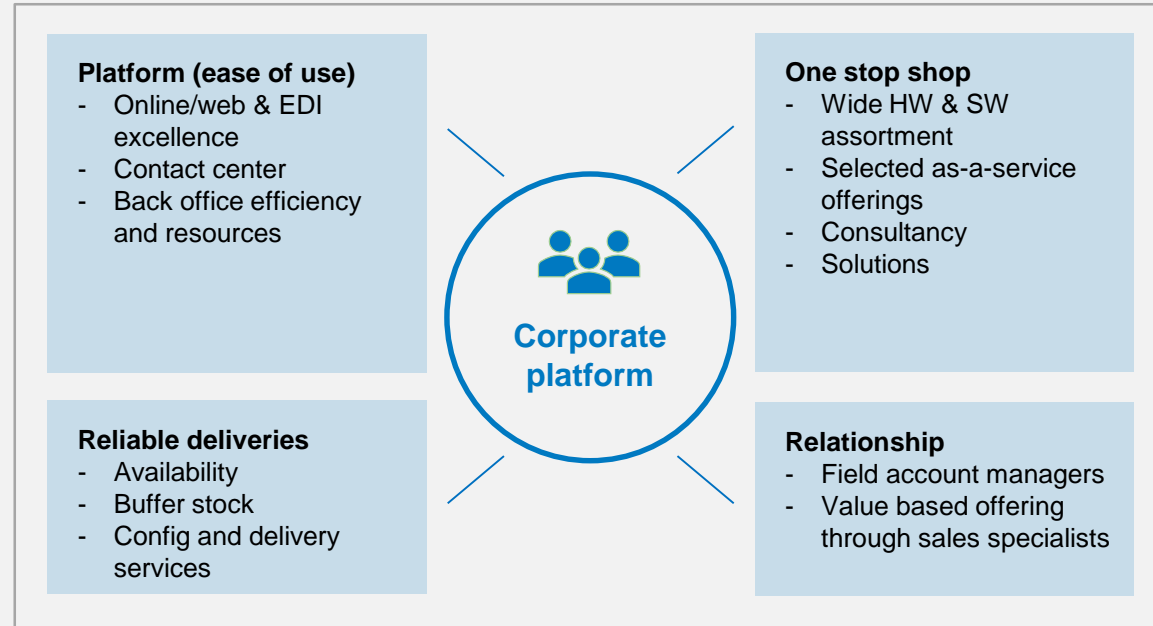 Platform (ease of use)
- Online/web & EDI
excellence
- Contact center
- Back office efficiency
and resources
One stop shop
- Wide HW & SW
assortment
- Selected as-a-service
offerings
- Consultancy
- Solutions
Corporate
platform
Reliable deliveries
- Availability
- Buffer stock
- Config and delivery
services
Relationship
- Field account managers
- Value based offering
through sales specialists